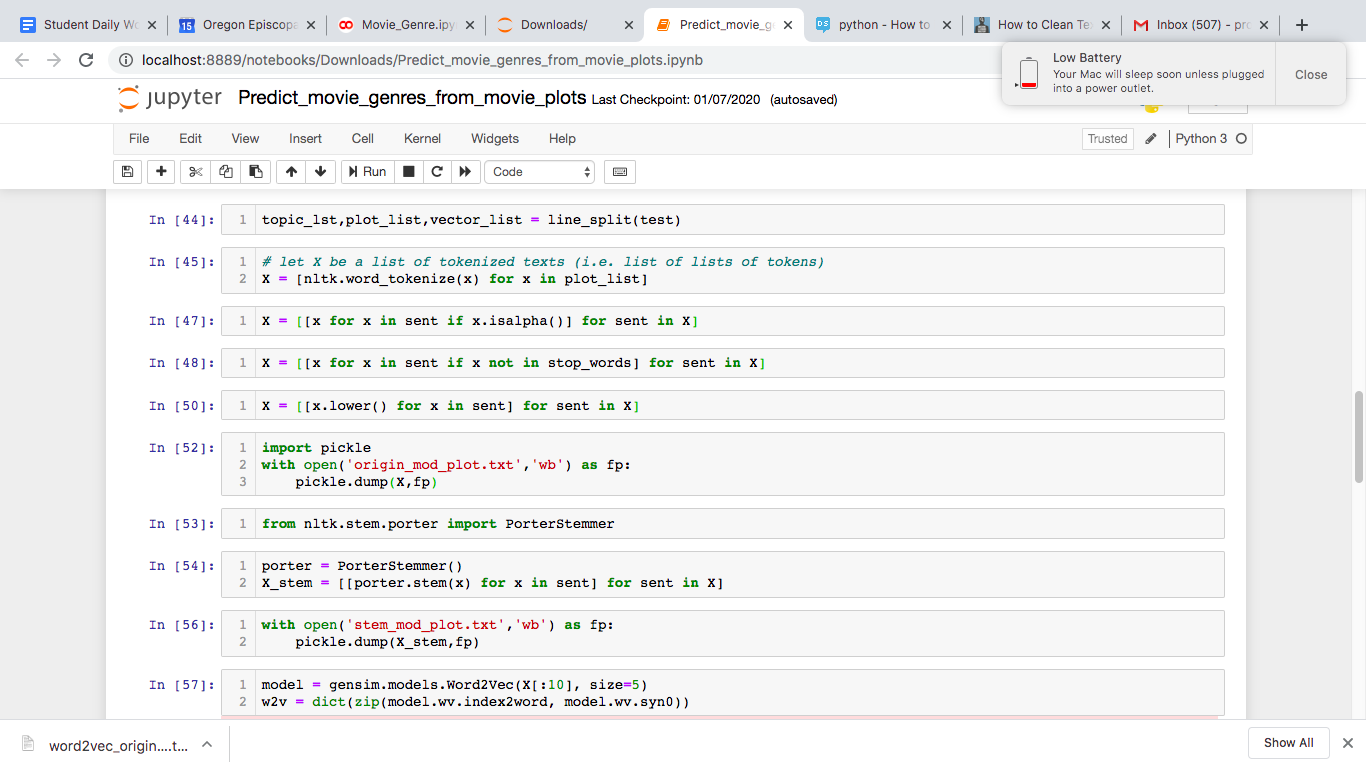 Student Daily Wo
Oregon Episcopa
Movie_Genre.ipy
Downloads/
Predict_movie_g
python - How to
How to Clean Te
Inbox (507) - pro
localhost:8889/notebooks/Downloads/Predict_movie_genres_from_movie_plots.ipynb
Low Battery
Your Mac will sleep soon unless plugged
into a power outlet.
Close
jupyter Predict_movie_genres_from_movie_plots Last Checkpoint: 01/07/2020 (autosaved)
File Edit View Insert Cell Kernel Widgets Help
Trusted Python 3
Run Code
In [44]: 1 topic_lst,plot_list,vector_list = line_split(test)
In [45]: 1 # let X be a list of tokenized texts (i.e. list of lists of tokens)
2 X = [nltk.word_tokenize(x) for x in plot_list]
In [47]: 1 X = [[x for x in sent if x.isalpha()] for sent in X]
In [48]: 1 X = [[x for x in sent if x not in stop_words] for sent in X]
In [50]: 1 X = [[x.lower() for x in sent] for sent in X]
In [52]: 1 import pickle
2 with open('origin_mod_plot.txt','wb') as fp:
3     pickle.dump(X,fp)
In [53]: 1 from nltk.stem.porter import PorterStemmer
In [54]: 1 porter = PorterStemmer()
2 X_stem = [[porter.stem(x) for x in sent] for sent in X]
In [56]: 1 with open('stem_mod_plot.txt','wb') as fp:
2     pickle.dump(X_stem,fp)
In [57]: 1 model = gensim.models.Word2Vec(X[:10], size=5)
2 w2v = dict(zip(model.wv.index2word, model.wv.syn0))
word2vec_origin....t...
Show All